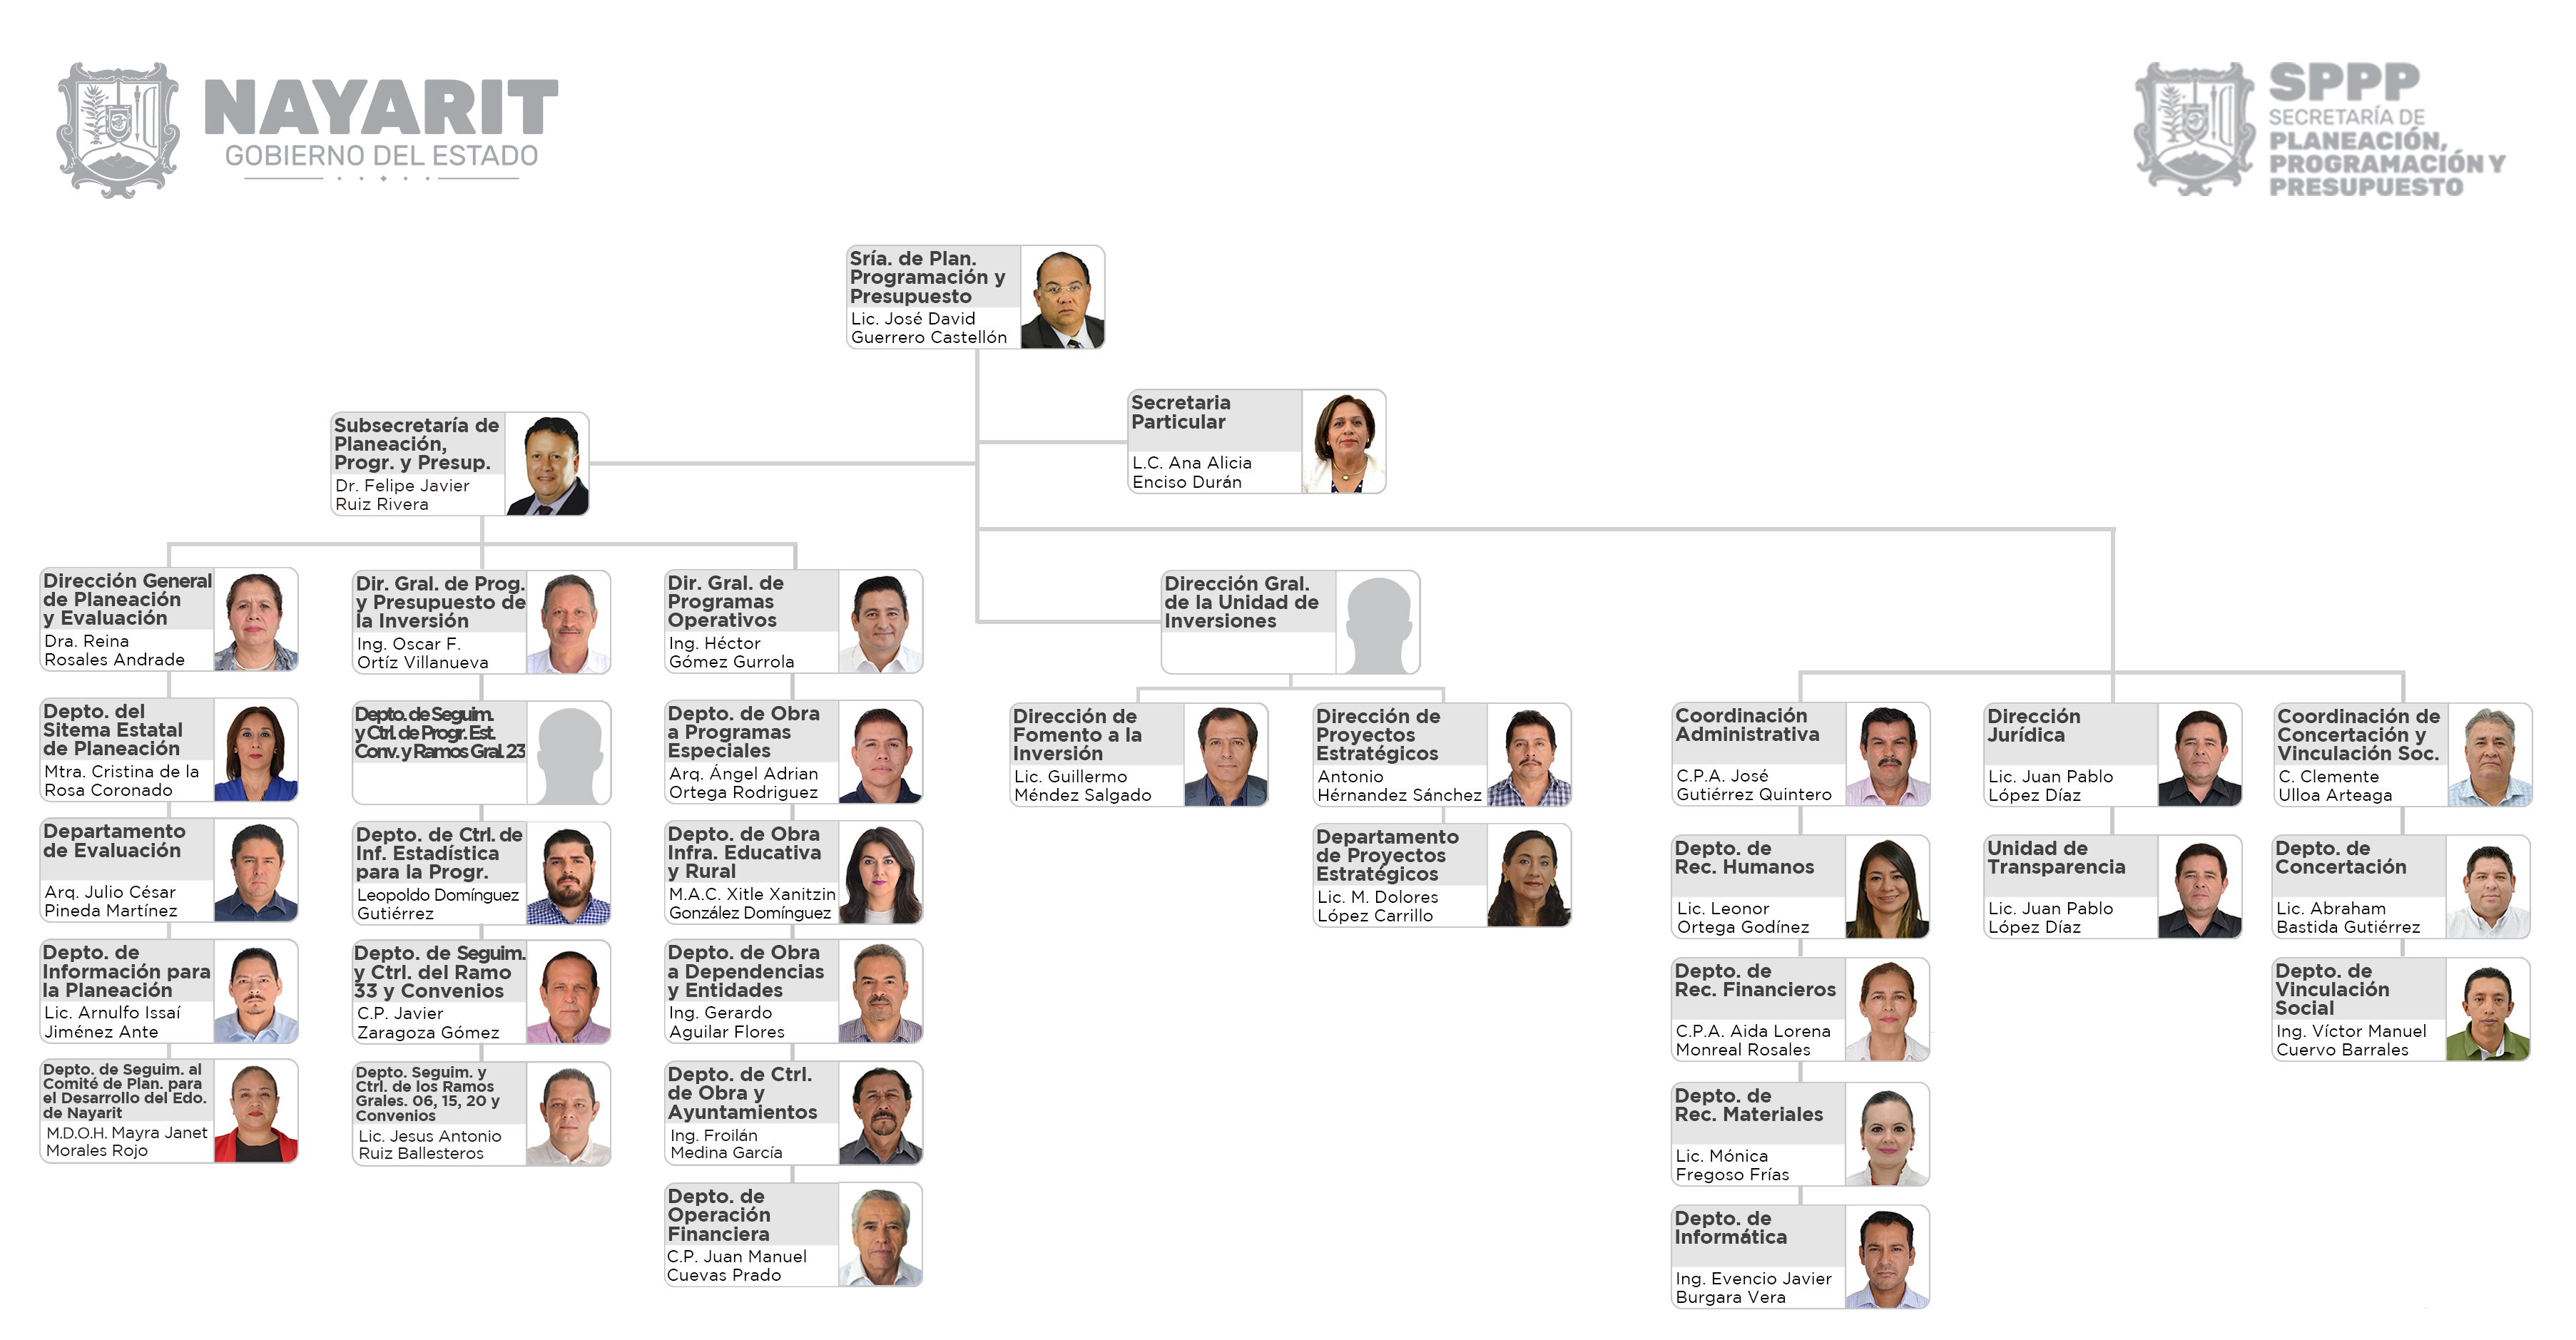 NAYARIT
GOBIERNO DEL ESTADO
SPPP
SECRETARÍA DE
PLANEACIÓN,
PROGRAMACIÓN Y
PRESUPUESTO
Sría. de Plan.
Programación y
Presupuesto
Lic. José David
Guerrero Castellón
Secretaria
Particular
L.C. Ana Alicia
Enciso Durán
Subsecretaría de
Planeación,
Progr. y Presup.
Dr. Felipe Javier
Ruiz Rivera
Dirección General
de Planeación
y Evaluación
Dra. Reina
Rosales Andrade
Depto. del
Sitema Estatal
de Planeación
Mtra. Cristina de la
Rosa Coronado
Departamento
de Evaluación
Arq. Julio César
Pineda Martínez
Depto. de
Información para
la Planeación
Lic. Arnulfo Issaí
Jiménez Ante
Depto. de Seguim. al
Comité de Plan. para
el Desarrollo del Edo.
de Nayarit
M.D.O.H. Mayra Janet
Morales Rojo
Dir. Gral. de Prog.
y Presupuesto de
la Inversión
Ing. Oscar F.
Ortíz Villanueva
Depto. de Seguim.
y Ctrl. de Progr. Est.
Conv. y Ramos Gral. 23
Depto. de Ctrl. de
Inf. Estadística
para la Progr.
Leopoldo Domínguez
Gutiérrez
Depto. de Seguim.
y Ctrl. del Ramo
33 y Convenios
C.P. Javier
Zaragoza Gómez
Depto. Seguim. y
Ctrl. de los Ramos
Grales. 06, 15, 20 y
Convenios
Lic. Jesus Antonio
Ruiz Ballesteros
Dir. Gral. de
Programas
Operativos
Ing. Héctor
Gómez Gurrola
Depto. de Obra
a Programas
Especiales
Arq. Ángel Adrian
Ortega Rodriguez
Depto. de Obra
Infra. Educativa
y Rural
M.A.C. Xitle Xanitzin
González Domínguez
Depto. de Obra
a Dependencias
y Entidades
Ing. Gerardo
Aguilar Flores
Depto. de Ctrl.
de Obra y
Ayuntamientos
Ing. Froilán
Medina García
Depto. de
Operación
Financiera
C.P. Juan Manuel
Cuevas Prado
Dirección Gral.
de la Unidad de
Inversiones
Dirección de
Fomento a la
Inversión
Lic. Guillermo
Méndez Salgado
Dirección de
Proyectos
Estratégicos
Antonio
Hérnandez Sánchez
Departamento
de Proyectos
Estratégicos
Lic. M. Dolores
López Carrillo
Coordinación
Administrativa
C.P.A. José
Gutiérrez Quintero
Depto. de
Rec. Humanos
Lic. Leonor
Ortega Godínez
Depto. de
Rec. Financieros
C.P.A. Aida Lorena
Monreal Rosales
Depto. de
Rec. Materiales
Lic. Mónica
Fregoso Frías
Depto. de
Informática
Ing. Evencio Javier
Burgara Vera
Dirección
Jurídica
Lic. Juan Pablo
López Díaz
Unidad de
Transparencia
Lic. Juan Pablo
López Díaz
Coordinación de
Concertación y
Vinculación Soc.
C. Clemente
Ulloa Arteaga
Depto. de
Concertación
Lic. Abraham
Bastida Gutiérrez
Depto. de
Vinculación
Social
Ing. Víctor Manuel
Cuervo Barrales